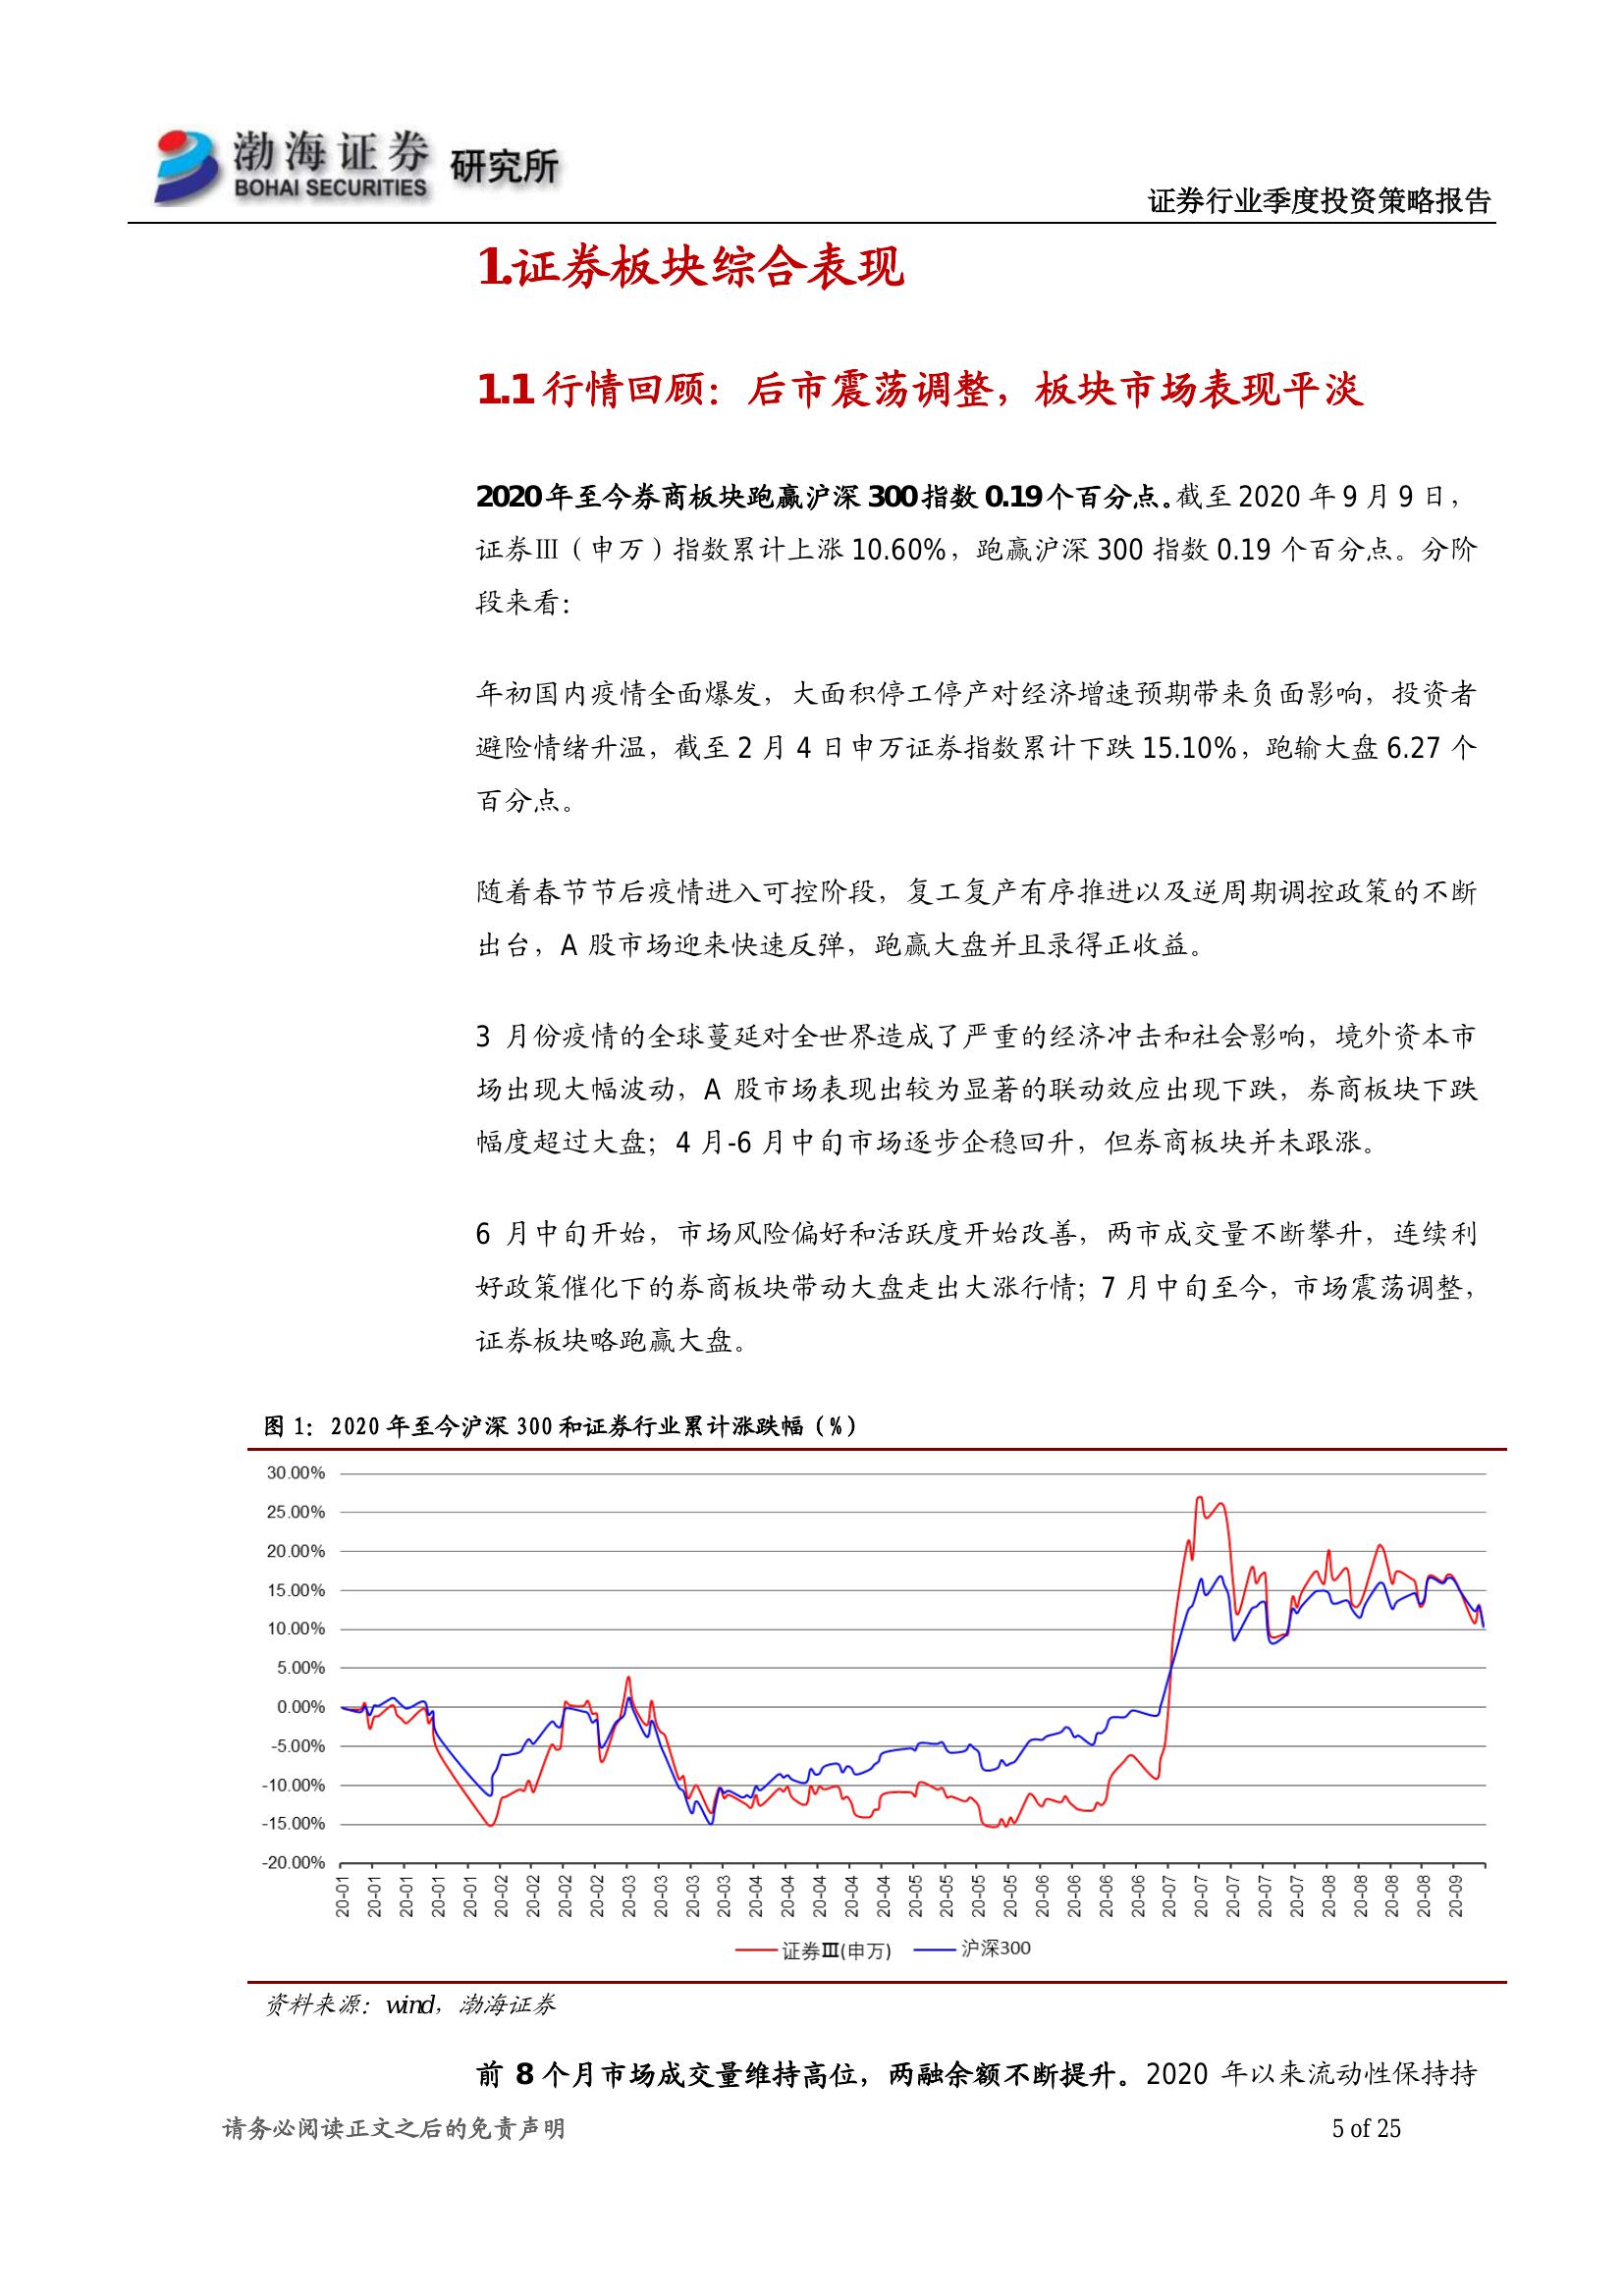 渤海证券 研究所
BOHAI SECURITIES
证券行业季度投资策略报告
1.证券板块综合表现
1.1 行情回顾：后市震荡调整，板块市场表现平淡
2020 年至今券商板块跑赢沪深 300 指数 0.19 个百分点。截至 2020 年 9 月 9 日，
证券Ⅲ（申万）指数累计上涨 10.60%，跑赢沪深 300 指数 0.19 个百分点。分阶
段来看：
年初国内疫情全面爆发，大面积停工停产对经济增速预期带来负面影响，投资者
避险情绪升温，截至 2 月 4 日申万证券指数累计下跌 15.10%，跑输大盘 6.27 个
百分点。
随着春节节后疫情进入可控阶段，复工复产有序推进以及逆周期调控政策的不断
出台，A 股市场迎来快速反弹，跑赢大盘并且录得正收益。
3 月份疫情的全球蔓延对全世界造成了严重的经济冲击和社会影响，境外资本市
场出现大幅波动，A 股市场表现出较为显著的联动效应出现下跌，券商板块下跌
幅度超过大盘；4 月-6 月中旬市场逐步企稳回升，但券商板块并未跟涨。
6 月中旬开始，市场风险偏好和活跃度开始改善，两市成交量不断攀升，连续利
好政策催化下的券商板块带动大盘走出大涨行情；7 月中旬至今，市场震荡调整，
证券板块略跑赢大盘。
图 1：2020 年至今沪深 300 和证券行业累计涨跌幅（%）
30.00%
25.00%
20.00%
15.00%
10.00%
5.00%
0.00%
-5.00%
-10.00%
-15.00%
-20.00%
20-01 20-01 20-01 20-01 20-01 20-02 20-02 20-02 20-02 20-03 20-03 20-03 20-03 20-04 20-04 20-04 20-04 20-04 20-05 20-05 20-05 20-05 20-06 20-06 20-06 20-06 20-07 20-07 20-07 20-07 20-07 20-08 20-08 20-08 20-08 20-09
证券Ⅲ(申万) 沪深300
资料来源：wind，渤海证券
前 8 个月市场成交量维持高位，两融余额不断提升。2020 年以来流动性保持持
请务必阅读正文之后的免责声明 5 of 25